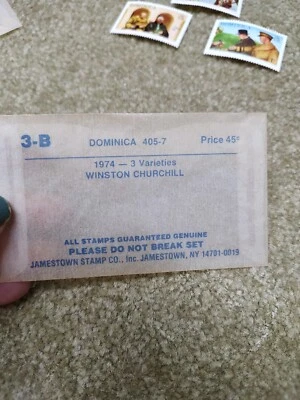 3-B DOMINICA 405-7 Price 45¢
1974 — 3 Varieties
WINSTON CHURCHILL
ALL STAMPS GUARANTEED GENUINE
PLEASE DO NOT BREAK SET
JAMESTOWN STAMP CO., Inc. JAMESTOWN, NY 14701-0019